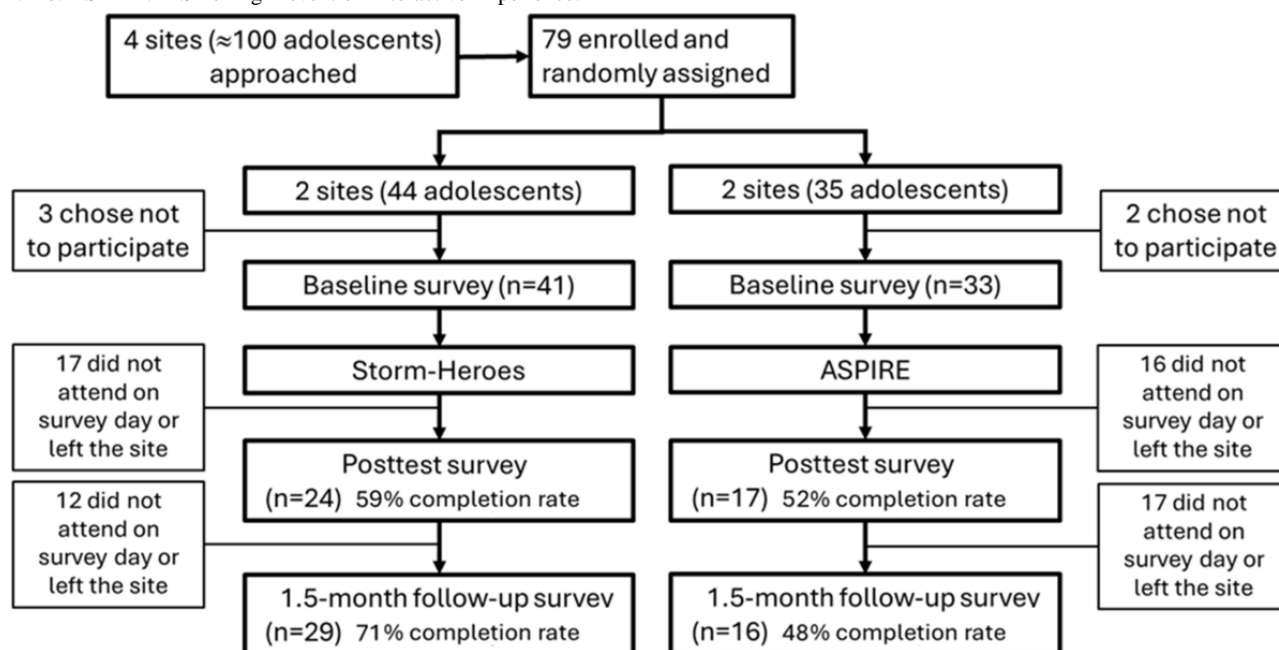 4 sites (≈100 adolescents)
approached
79 enrolled and
randomly assigned
2 sites (44 adolescents)
2 sites (35 adolescents)
3 chose not
to participate
2 chose not
to participate
Baseline survey (n=41)
Baseline survey (n=33)
17 did not
attend on
survey day or
left the site
Storm-Heroes
ASPIRE
16 did not
attend on
survey day or
left the site
Posttest survey
(n=24) 59% completion rate
Posttest survey
(n=17) 52% completion rate
12 did not
attend on
survey day or
left the site
17 did not
attend on
survey day or
left the site
1.5-month follow-up survey
(n=29) 71% completion rate
1.5-month follow-up survey
(n=16) 48% completion rate